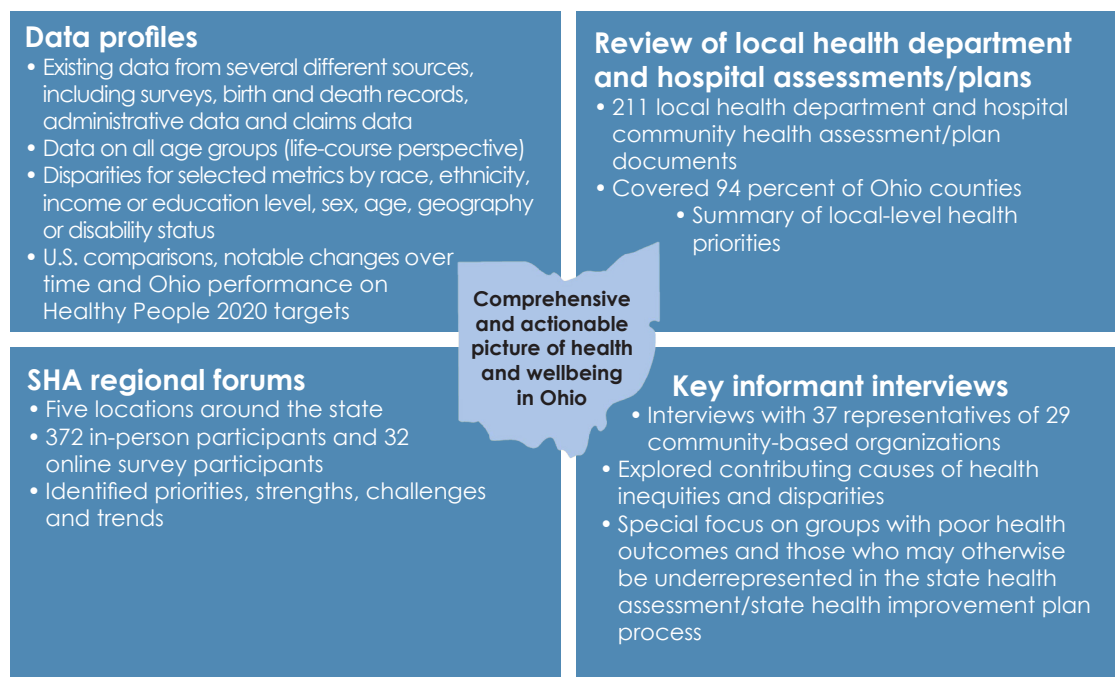 Data profiles
• Existing data from several different sources,
including surveys, birth and death records,
administrative data and claims data
• Data on all age groups (life-course perspective)
• Disparities for selected metrics by race, ethnicity,
income or education level, sex, age, geography
or disability status
• U.S. comparisons, notable changes over
time and Ohio performance on
Healthy People 2020 targets
Review of local health department
and hospital assessments/plans
• 211 local health department and hospital
community health assessment/plan
documents
• Covered 94 percent of Ohio counties
• Summary of local-level health
priorities
Comprehensive
and actionable
picture of health
and wellbeing
in Ohio
SHA regional forums
• Five locations around the state
• 372 in-person participants and 32
online survey participants
• Identified priorities, strengths, challenges
and trends
Key informant interviews
• Interviews with 37 representatives of 29
community-based organizations
• Explored contributing causes of health
inequities and disparities
• Special focus on groups with poor health
outcomes and those who may otherwise
be underrepresented in the state health
assessment/state health improvement plan
process